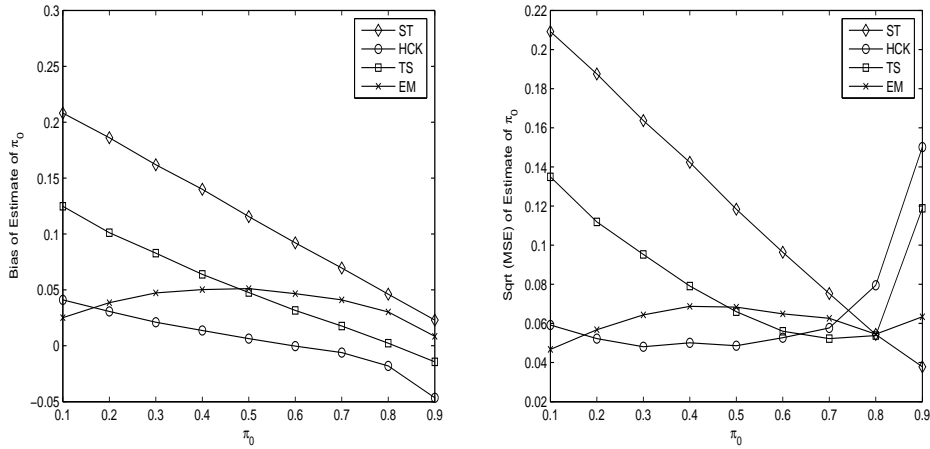 0.3
0.25
0.2
0.15
0.1
0.05
0
−0.05
0.1 0.2 0.3 0.4 0.5 0.6 0.7 0.8 0.9
π₀
Bias of Estimate of π₀
ST
HCK
TS
EM
0.22
0.2
0.18
0.16
0.14
0.12
0.1
0.08
0.06
0.04
0.02
0.1 0.2 0.3 0.4 0.5 0.6 0.7 0.8 0.9
π₀
Sqrt (MSE) of Estimate of π₀
ST
HCK
TS
EM